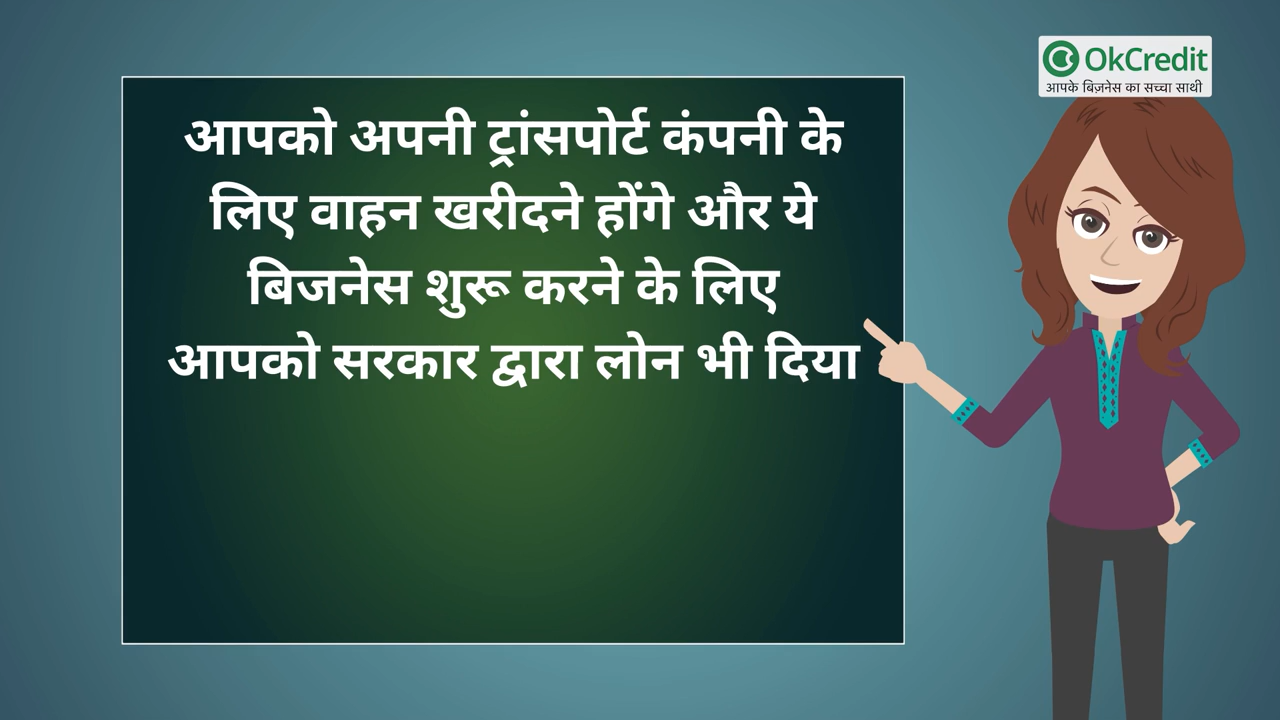 OkCredit
आपके बिज़नेस का सच्चा साथी
आपको अपनी ट्रांसपोर्ट कंपनी के
लिए वाहन खरीदने होंगे और ये
बिजनेस शुरू करने के लिए
आपको सरकार द्वारा लोन भी दिया